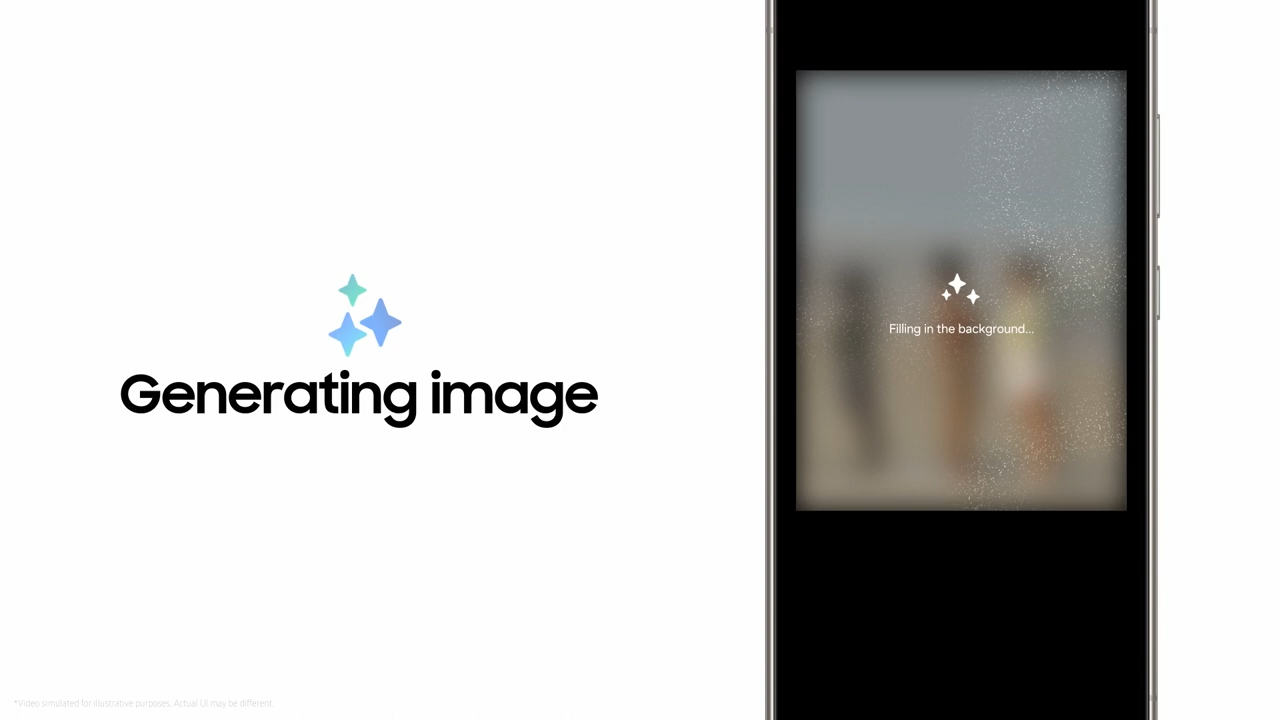 Generating image
Filling in the background...
*Video simulated for illustrative purposes. Actual UI may be different.